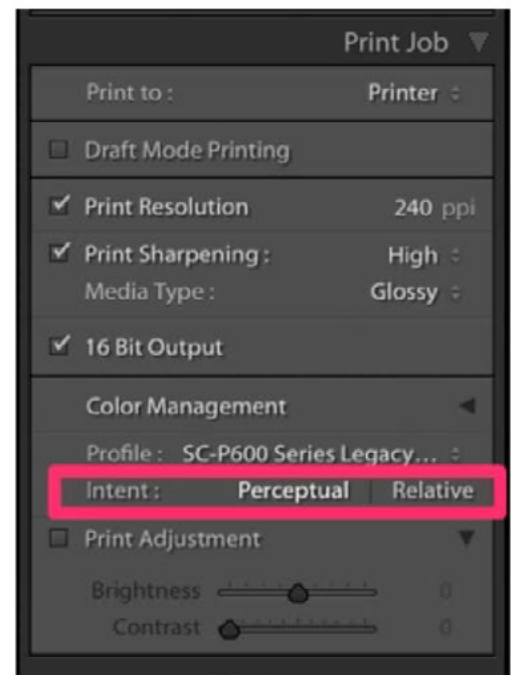 Print Job
Print to : Printer
Draft Mode Printing
Print Resolution 240 ppi
Print Sharpening : High
Media Type : Glossy
16 Bit Output
Color Management
Profile : SC-P600 Series Legacy...
Intent : Perceptual Relative
Print Adjustment
Brightness 0
Contrast 0